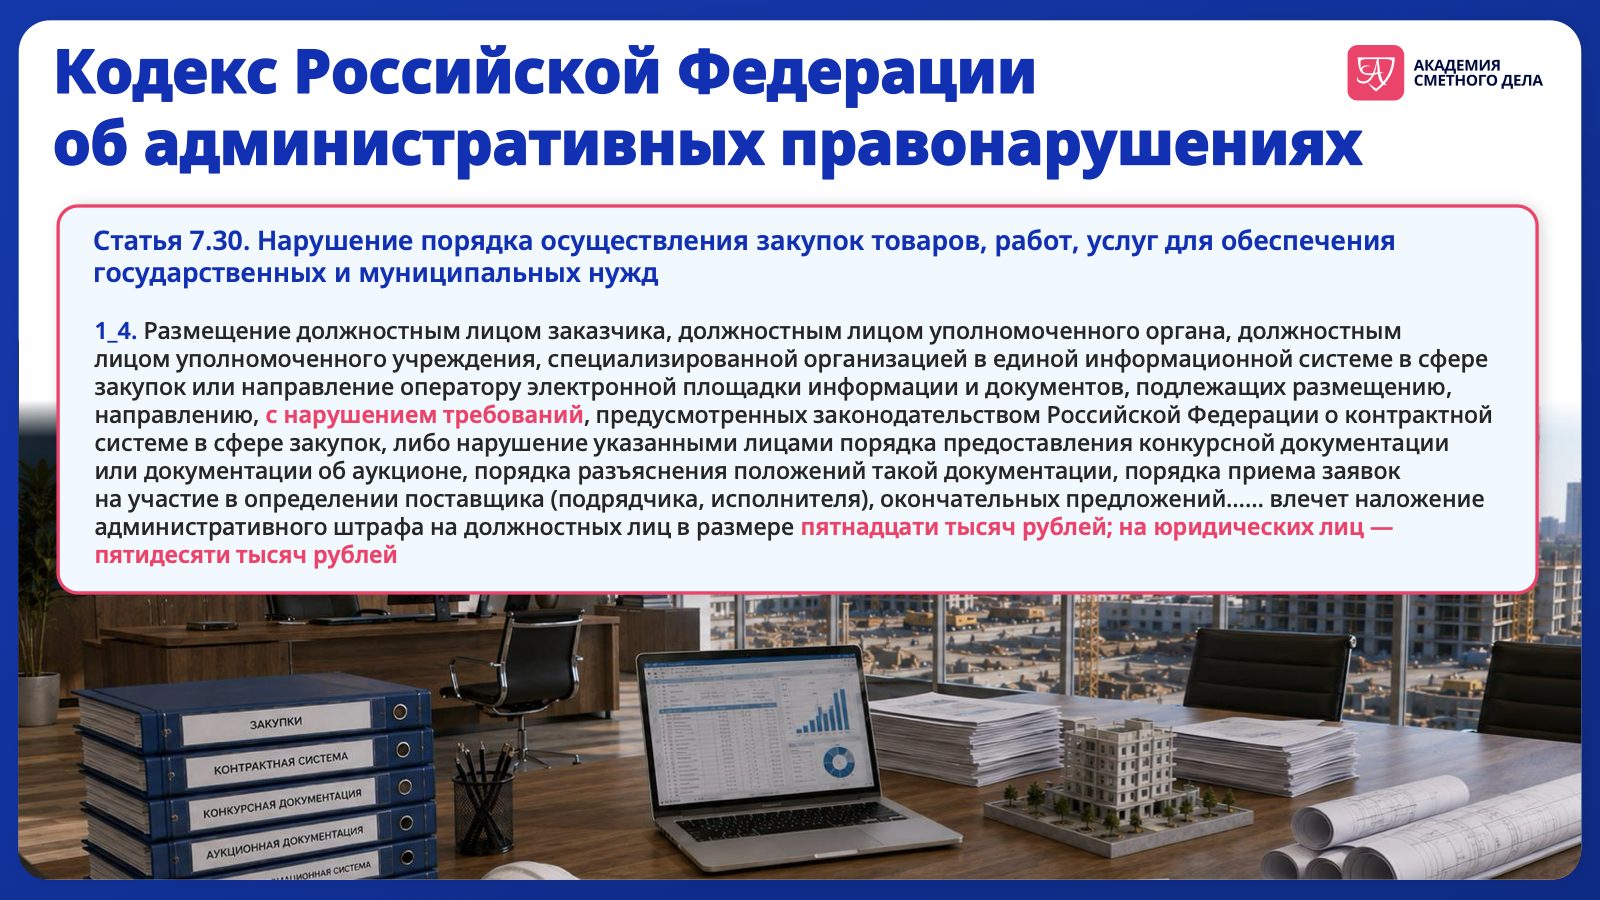 Кодекс Российской Федерации
об административных правонарушениях
АКАДЕМИЯ
СМЕТНОГО ДЕЛА
Статья 7.30. Нарушение порядка осуществления закупок товаров, работ, услуг для обеспечения
государственных и муниципальных нужд
1_4. Размещение должностным лицом заказчика, должностным лицом уполномоченного органа, должностным
лицом уполномоченного учреждения, специализированной организацией в единой информационной системе в сфере
закупок или направление оператору электронной площадки информации и документов, подлежащих размещению,
направлению, с нарушением требований, предусмотренных законодательством Российской Федерации о контрактной
системе в сфере закупок, либо нарушение указанными лицами порядка предоставления конкурсной документации
или документации об аукционе, порядка разъяснения положений такой документации, порядка приема заявок
на участие в определении поставщика (подрядчика, исполнителя), окончательных предложений...... влечет наложение
административного штрафа на должностных лиц в размере пятнадцати тысяч рублей; на юридических лиц —
пятидесяти тысяч рублей
ЗАКУПКИ
КОНТРАКТНАЯ СИСТЕМА
КОНКУРСНАЯ ДОКУМЕНТАЦИЯ
АУКЦИОННАЯ ДОКУМЕНТАЦИЯ
СИСТЕМА